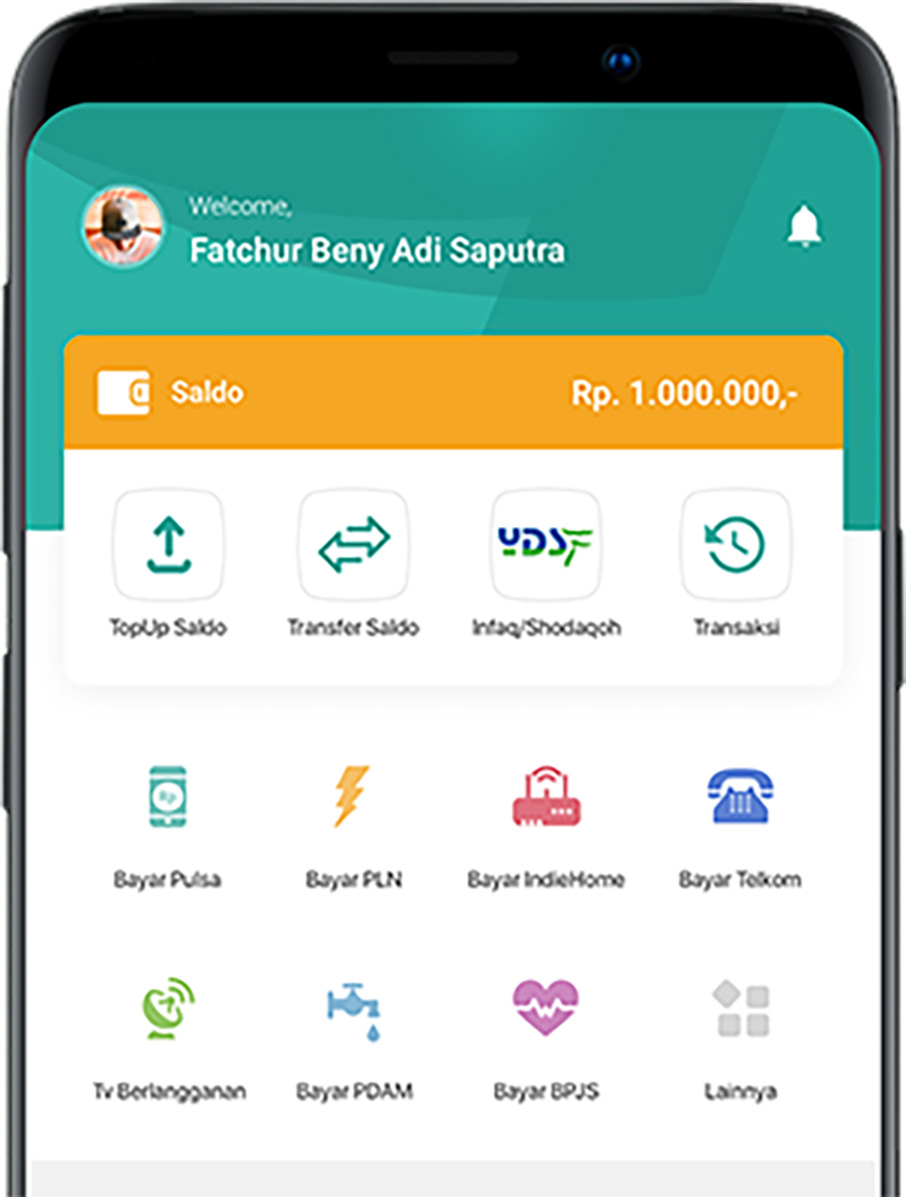 Welcome,
Fatchur Beny Adi Saputra
Saldo
Rp. 1.000.000,-
YDSF
TopUp Saldo
Transfer Saldo
Infaq/Shodaqoh
Transaksi
Rp
Bayar Pulsa
Bayar PLN
Bayar IndieHome
Bayar Telkom
Tv Berlangganan
Bayar PDAM
Bayar BPJS
Lainnya